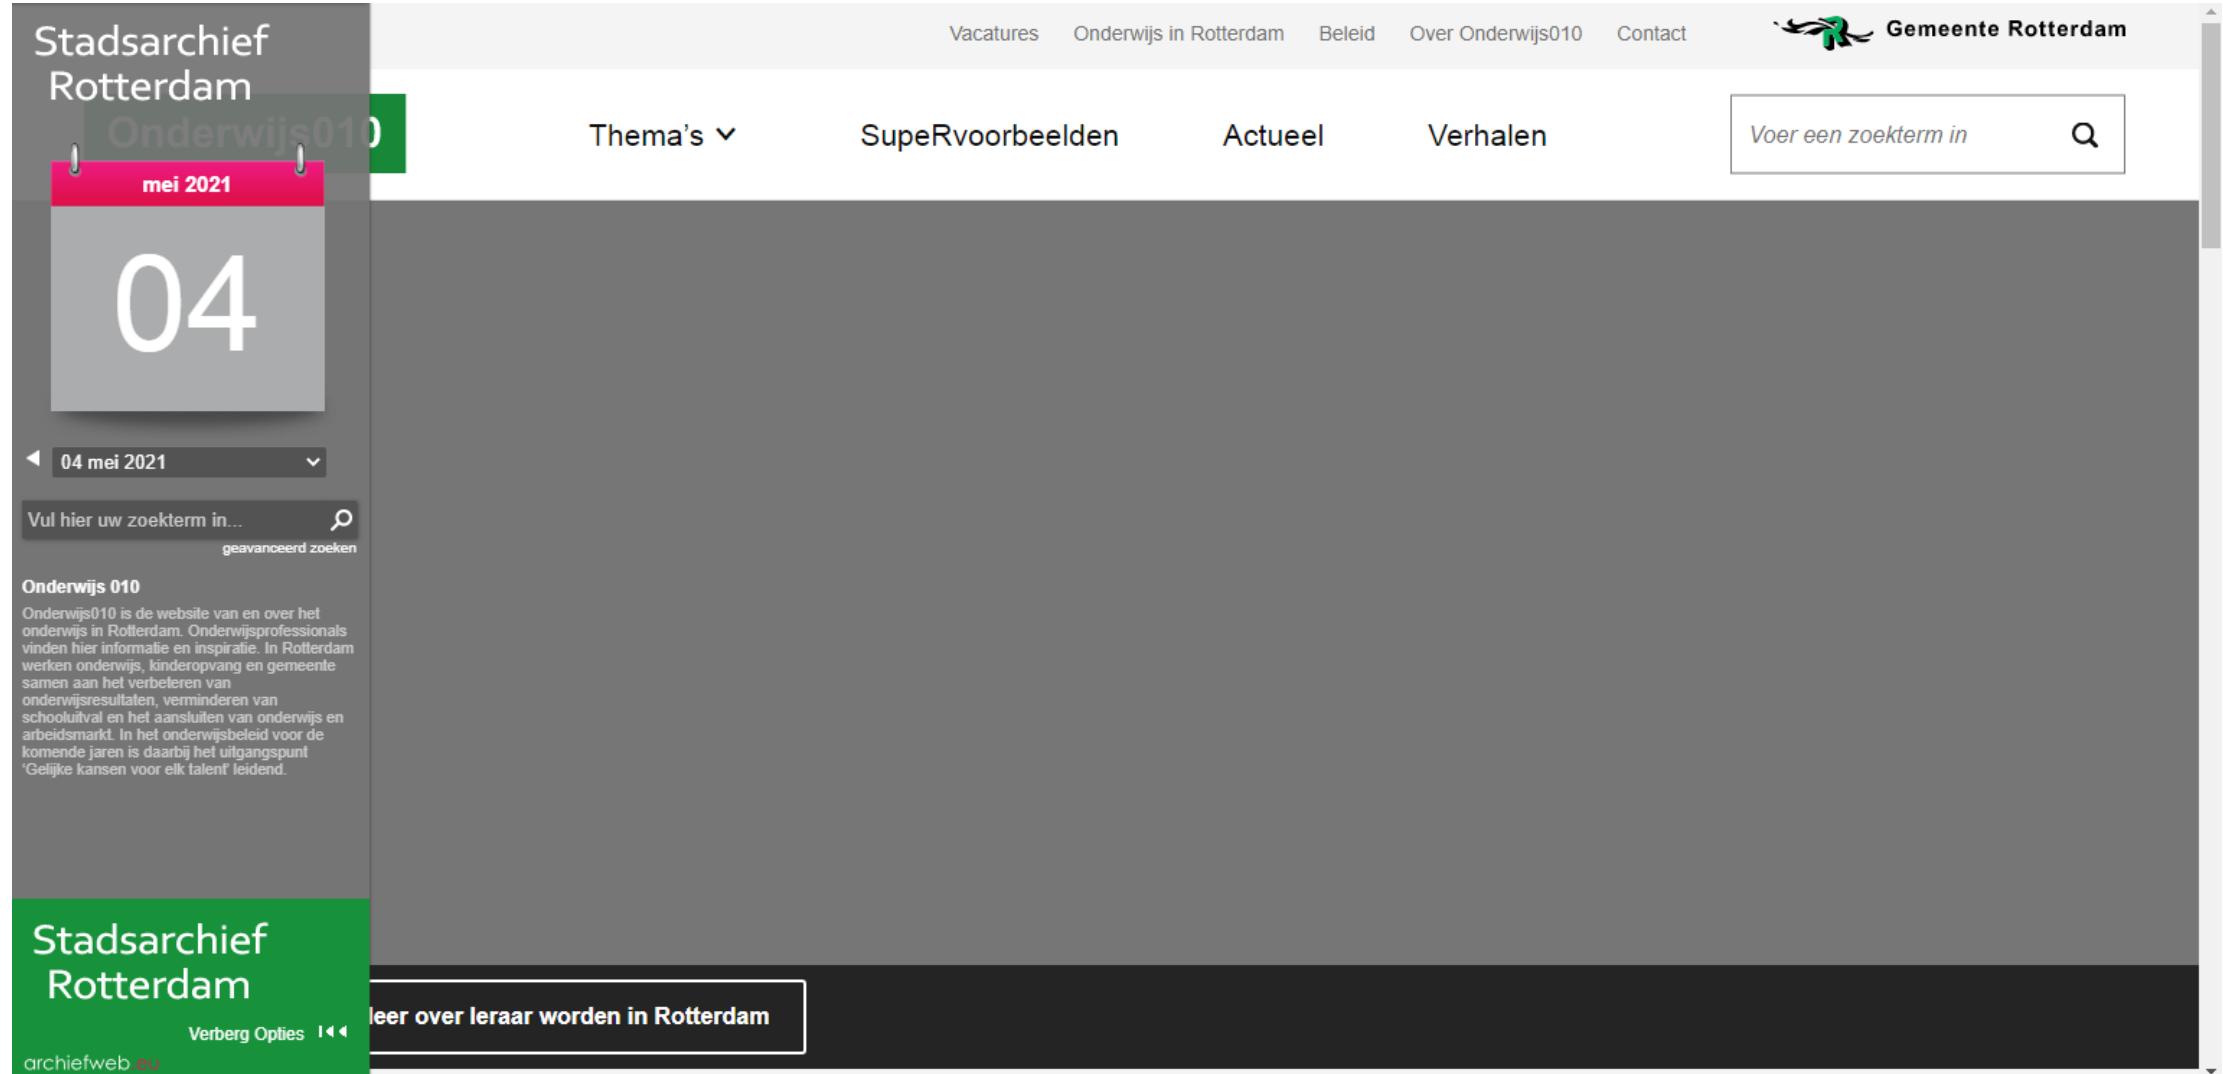 Stadsarchief
Rotterdam
mei 2021
04
04 mei 2021
Vul hier uw zoekterm in...
geavanceerd zoeken
Onderwijs 010
Onderwijs010 is de website van en over het
onderwijs in Rotterdam. Onderwijsprofessionals
vinden hier informatie en inspiratie. In Rotterdam
werken onderwijs, kinderopvang en gemeente
samen aan het verbeteren van
onderwijsresultaten, verminderen van
schooluitval en het aansluiten van onderwijs en
arbeidsmarkt. In het onderwijsbeleid voor de
komende jaren is daarbij het uitgangspunt
‘Gelijke kansen voor elk talent’ leidend.
Stadsarchief
Rotterdam
Verberg Opties
archiefweb.eu
Vacatures Onderwijs in Rotterdam Beleid Over Onderwijs010 Contact Gemeente Rotterdam
Onderwijs010
Thema's SupeRvoorbeelden Actueel Verhalen
Voer een zoekterm in
over leraar worden in Rotterdam